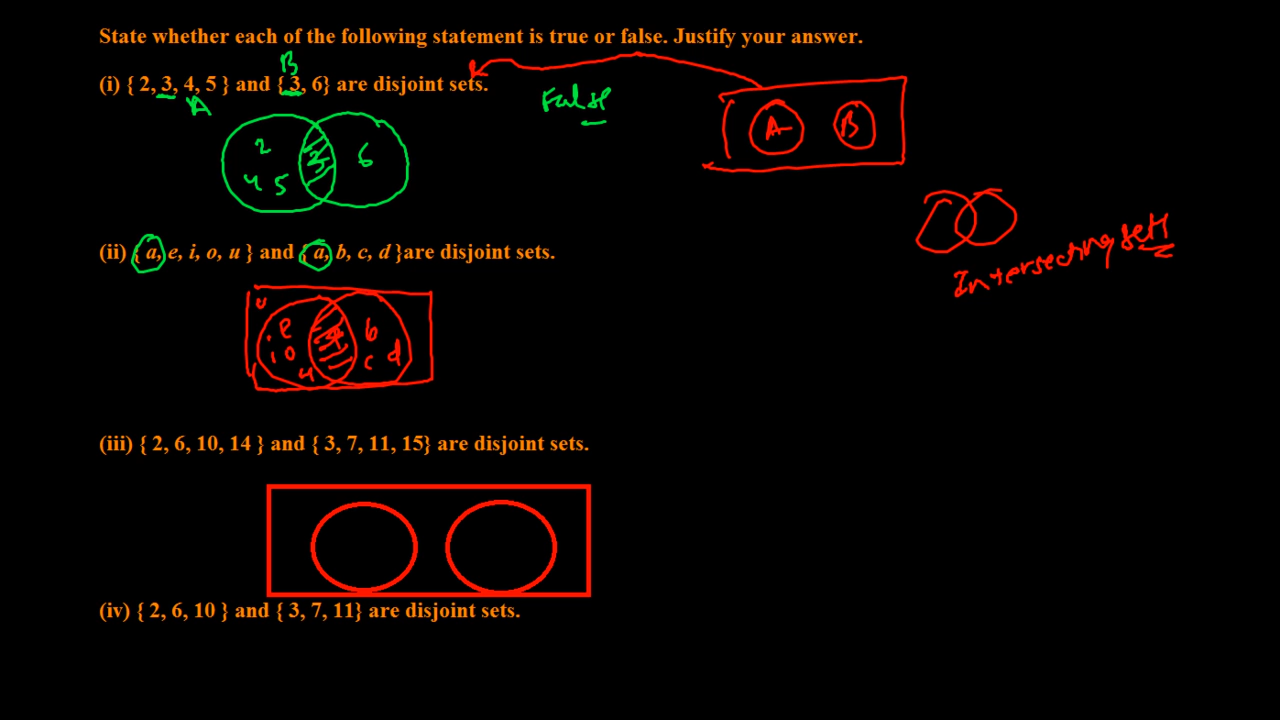 State whether each of the following statement is true or false. Justify your answer.
B
(i) { 2, 3, 4, 5 } and { 3, 6} are disjoint sets.
A
False
A B
2 3 6
4 5
(ii) { a, e, i, o, u } and { a, b, c, d }are disjoint sets.
Intersecting sets
U
e a b
i o c d
u
(iii) { 2, 6, 10, 14 } and { 3, 7, 11, 15} are disjoint sets.
(iv) { 2, 6, 10 } and { 3, 7, 11} are disjoint sets.